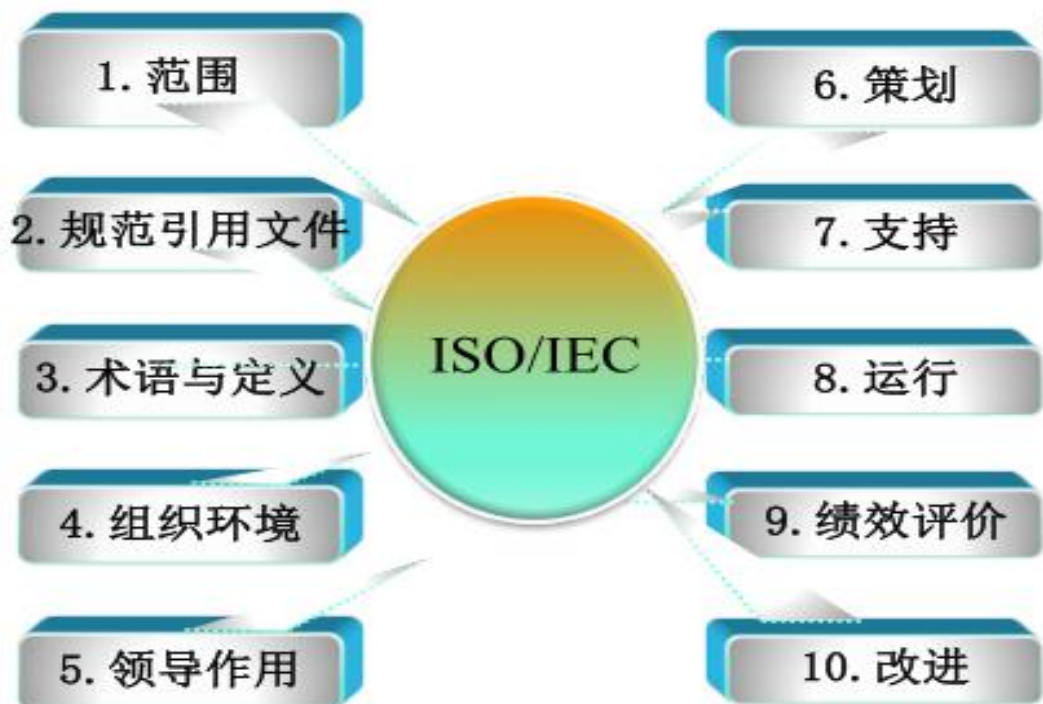 1. 范围
2. 规范引用文件
3. 术语与定义
4. 组织环境
5. 领导作用
ISO/IEC
6. 策划
7. 支持
8. 运行
9. 绩效评价
10. 改进